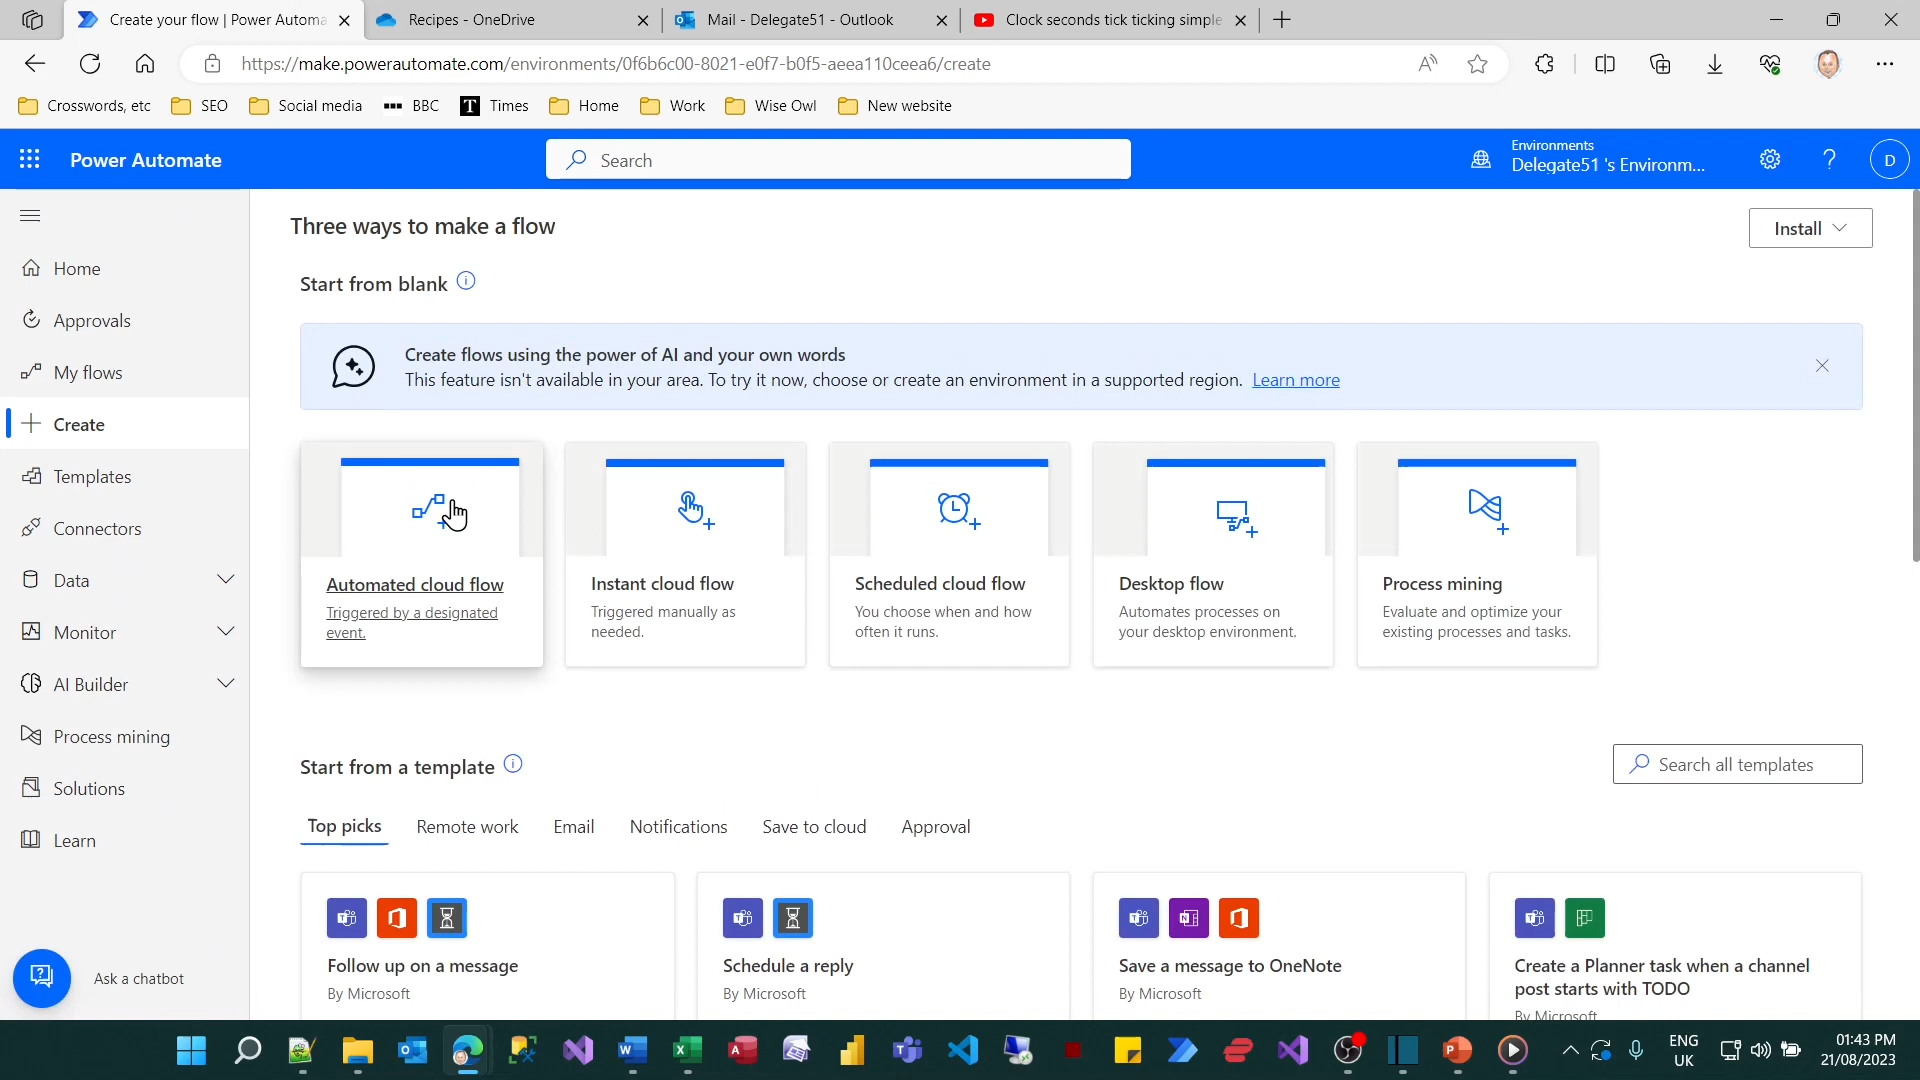 Create your flow | Power Automa
Recipes - OneDrive
Mail - Delegate51 - Outlook
Clock seconds tick ticking simple
https://make.powerautomate.com/environments/0f6b6c00-8021-e0f7-b0f5-aeea110ceea6/create
Crosswords, etc
SEO
Social media
BBC
T
Times
Home
Work
Wise Owl
New website
Power Automate
Search
Environments
Delegate51 's Environm...
D
Three ways to make a flow
Install
Start from blank
Home
Approvals
My flows
Create
Templates
Connectors
Data
Monitor
AI Builder
Process mining
Solutions
Learn
Ask a chatbot
Create flows using the power of AI and your own words
This feature isn't available in your area. To try it now, choose or create an environment in a supported region. Learn more
Automated cloud flow
Triggered by a designated
event.
Instant cloud flow
Triggered manually as
needed.
Scheduled cloud flow
You choose when and how
often it runs.
Desktop flow
Automates processes on
your desktop environment.
Process mining
Evaluate and optimize your
existing processes and tasks.
Start from a template
Search all templates
Top picks
Remote work
Email
Notifications
Save to cloud
Approval
Follow up on a message
By Microsoft
Schedule a reply
By Microsoft
Save a message to OneNote
By Microsoft
Create a Planner task when a channel
post starts with TODO
By Microsoft
ENG
UK
01:43 PM
21/08/2023